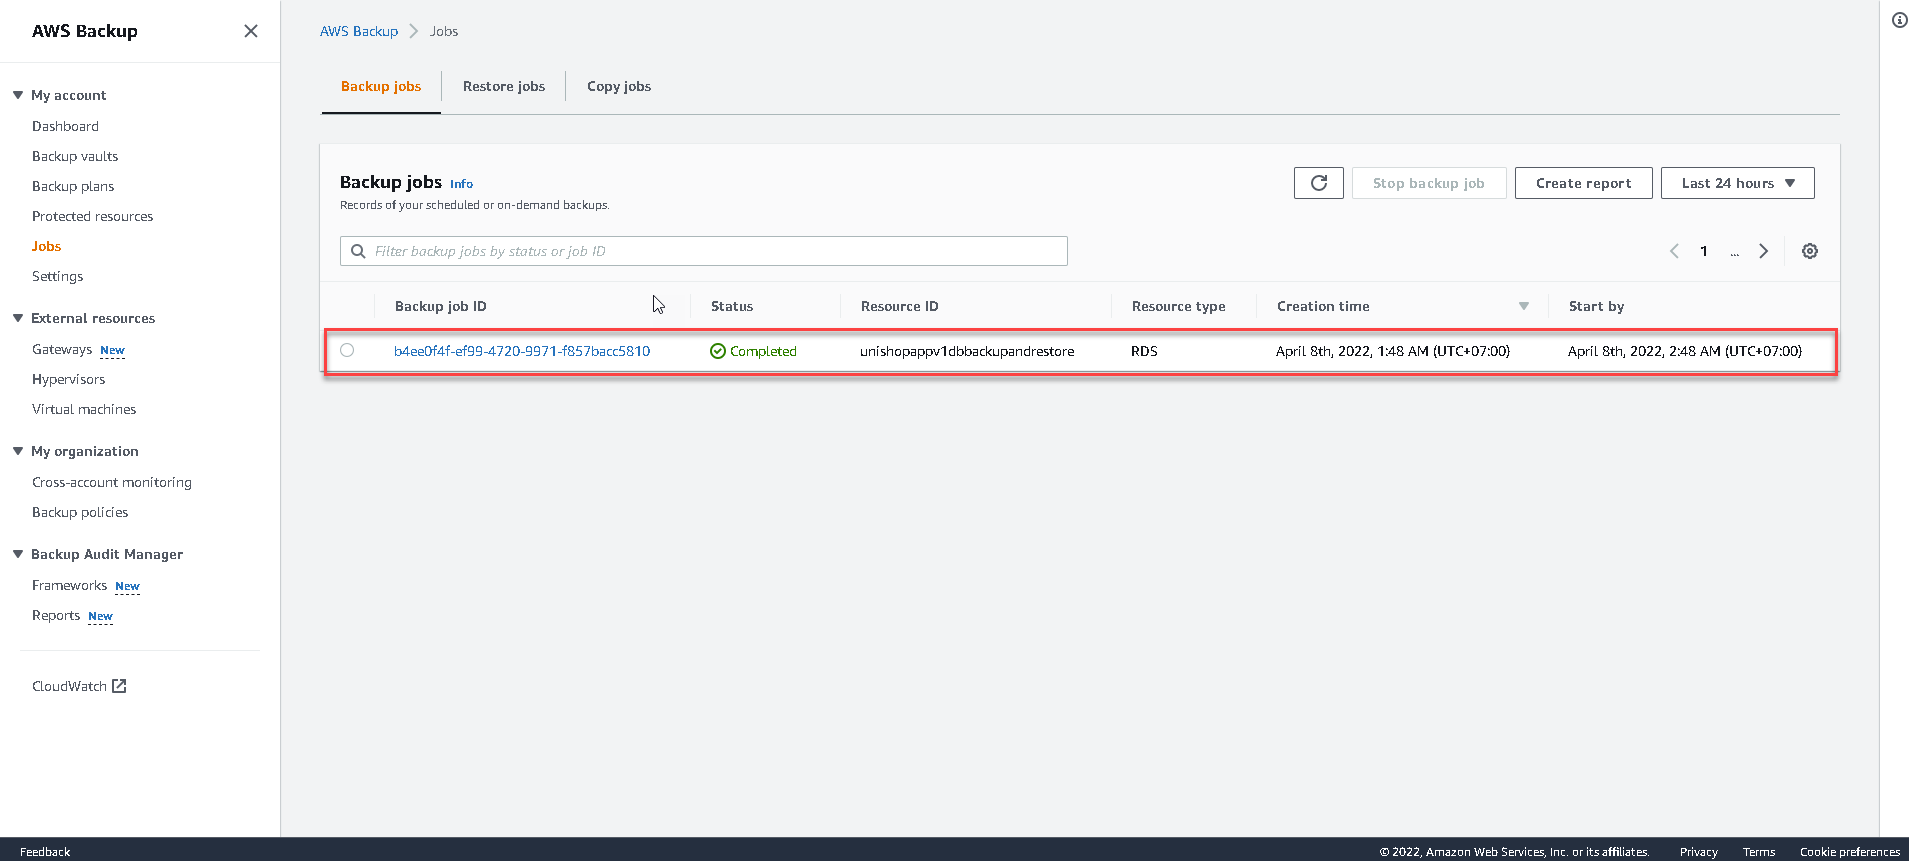 AWS Backup
My account
Dashboard
Backup vaults
Backup plans
Protected resources
Jobs
Settings
External resources
Gateways New
Hypervisors
Virtual machines
My organization
Cross-account monitoring
Backup policies
Backup Audit Manager
Frameworks New
Reports New
CloudWatch
AWS Backup > Jobs
Backup jobs Restore jobs Copy jobs
Backup jobs Info
Records of your scheduled or on-demand backups.
Stop backup job Create report Last 24 hours
Filter backup jobs by status or job ID
1 ...
Backup job ID Status Resource ID Resource type Creation time Start by
b4ee0f4f-ef99-4720-9971-f857bacc5810 Completed unishopappv1dbbackupandrestore RDS April 8th, 2022, 1:48 AM (UTC+07:00) April 8th, 2022, 2:48 AM (UTC+07:00)
Feedback © 2022, Amazon Web Services, Inc. or its affiliates. Privacy Terms Cookie preferences